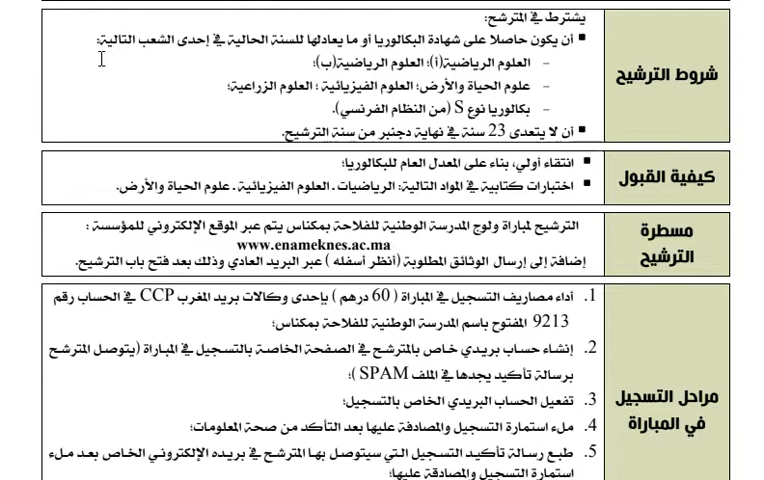 يشترط في المترشح:
▪ أن يكون حاصلا على شهادة البكالوريا أو ما يعادلها للسنة الحالية في إحدى الشعب التالية:
- العلوم الرياضية(أ)؛ العلوم الرياضية(ب)؛
- علوم الحياة والأرض؛ العلوم الفيزيائية ؛ العلوم الزراعية؛
- بكالوريا نوع S (من النظام الفرنسي).
▪ أن لا يتعدى 23 سنة في نهاية دجنبر من سنة الترشيح.
شروط الترشيح
▪ انتقاء أولي، بناء على المعدل العام للبكالوريا؛
▪ اختبارات كتابية في المواد التالية: الرياضيات ـ العلوم الفيزيائية ـ علوم الحياة والأرض.
كيفية القبول
الترشيح لمباراة ولوج المدرسة الوطنية للفلاحة بمكناس يتم عبر الموقع الإلكتروني للمؤسسة :
www.enameknes.ac.ma
إضافة إلى إرسال الوثائق المطلوبة (أنظر أسفله ) عبر البريد العادي وذلك بعد فتح باب الترشيح.
مسطرة
الترشيح
1. أداء مصاريف التسجيل في المباراة ( 60 درهم ) بإحدى وكالات بريد المغرب CCP في الحساب رقم
9213 المفتوح باسم المدرسة الوطنية للفلاحة بمكناس؛
2. إنشاء حساب بريدي خاص بالمترشح في الصفحة الخاصة بالتسجيل في المباراة (يتوصل المترشح
برسالة تأكيد يجدها في الملف SPAM )؛
3. تفعيل الحساب البريدي الخاص بالتسجيل؛
4. ملء استمارة التسجيل والمصادقة عليها بعد التأكد من صحة المعلومات؛
5. طبع رسالة تأكيد التسجيل التي سيتوصل بها المترشح في بريده الإلكتروني الخاص بعد ملء
استمارة التسجيل والمصادقة عليها؛
مراحل التسجيل
في المباراة